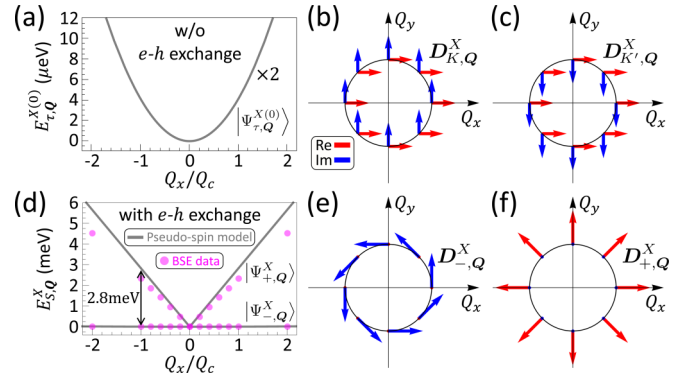 (a)
12
10
8
6
4
2
0
E^{X(0)}_{τ,Q} (μeV)
w/o
e-h exchange
×2
|Ψ^{X(0)}_{τ,Q}⟩
-2 -1 0 1 2
Q_x/Q_c
(b)
Q_y
D^X_{K,Q}
Q_x
Re
Im
(c)
Q_y
D^X_{K',Q}
Q_x
(d)
6
5
4
3
2
1
0
E^X_{S,Q} (meV)
with e-h exchange
Pseudo-spin model
BSE data
|Ψ^X_{+,Q}⟩
2.8meV
|Ψ^X_{-,Q}⟩
-2 -1 0 1 2
Q_x/Q_c
(e)
Q_y
D^X_{-,Q}
Q_x
(f)
Q_y
D^X_{+,Q}
Q_x